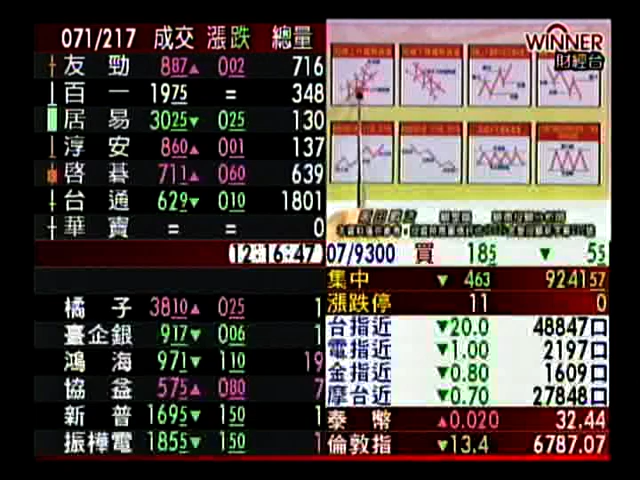 071/217 成交 漲跌 總量
友勁 887▲ 002 716
百一 1975 = 348
居易 3025▼ 025 130
淳安 860▲ 001 137
啓碁 711▲ 060 639
台通 629▼ 010 1801
華寶 = = 0
12:16:47
橘子 3810▲ 025 1
臺企銀 917▼ 006 1
鴻海 971▼ 110 19
協益 575▲ 080 7
新普 1695▼ 150 1
振樺電 1855▼ 150 1
WINNER
財經台
07/9300 買 185 ▼ 55
集中 ▼ 463 924157
漲跌停 11 0
台指近 ▼20.0 48847口
電指近 ▼1.00 2197口
金指近 ▼0.80 1609口
摩台近 ▼0.70 27848口
泰幣 ▲0.020 32.44
倫敦指 ▼13.4 6787.07